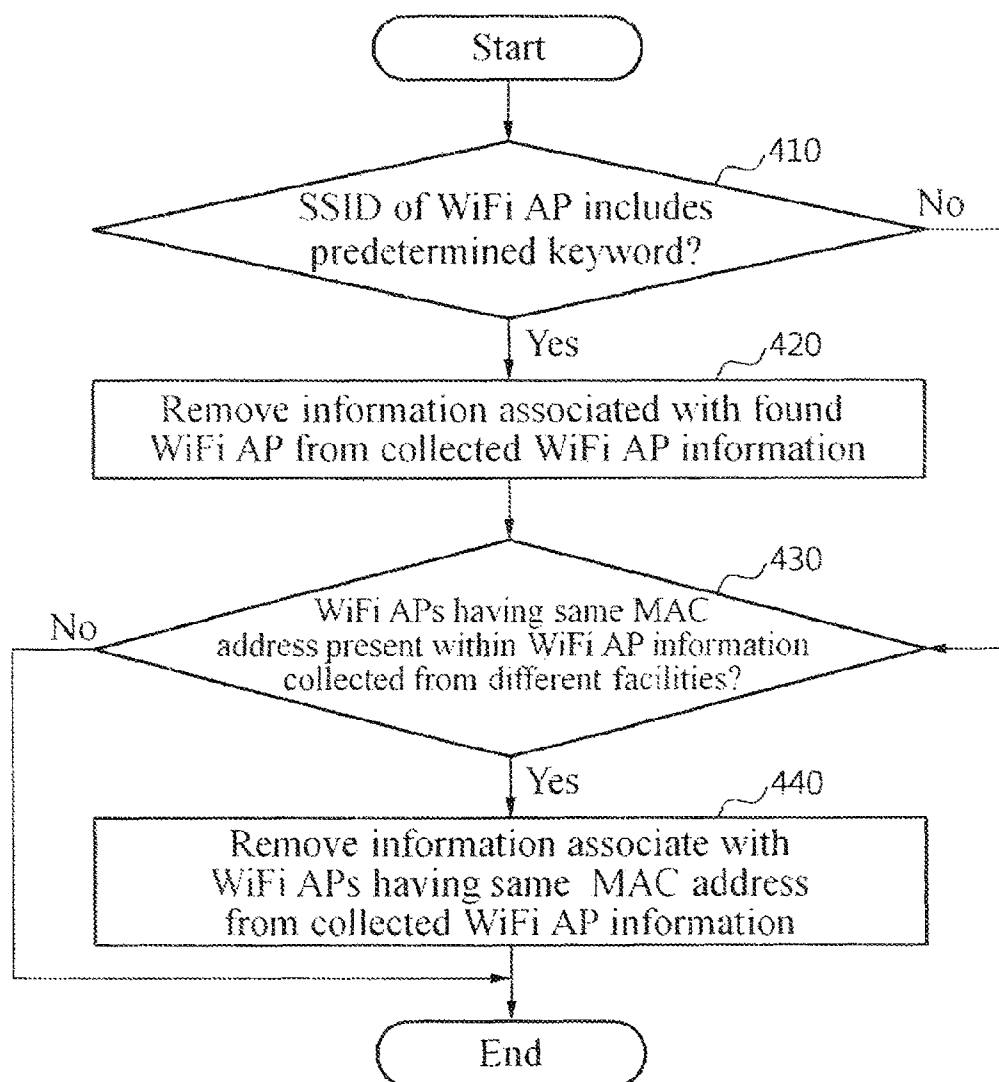 Start
410
SSID of WiFi AP includes
predetermined keyword?
No
Yes
420
Remove information associated with found
WiFi AP from collected WiFi AP information
430
No
WiFi APs having same MAC
address present within WiFi AP information
collected from different facilities?
Yes
440
Remove information associate with
WiFi APs having same MAC address
from collected WiFi AP information
End